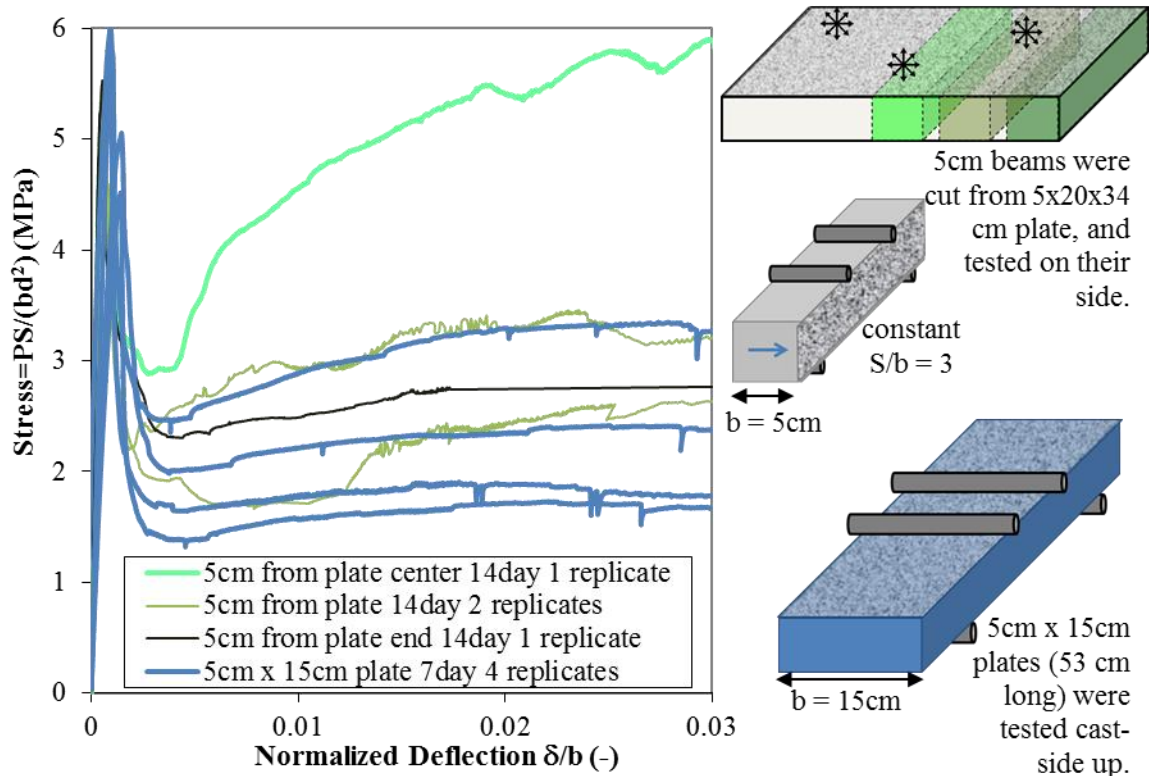 Stress=PS/(bd²) (MPa)
6
5
4
3
2
1
0
5cm from plate center 14day 1 replicate
5cm from plate 14day 2 replicates
5cm from plate end 14day 1 replicate
5cm x 15cm plate 7day 4 replicates
0
0.01
0.02
0.03
Normalized Deflection δ/b (-)
5cm beams were
cut from 5x20x34
cm plate, and
tested on their
side.
constant
S/b = 3
b = 5cm
b = 15cm
5cm x 15cm
plates (53 cm
long) were
tested cast-
side up.